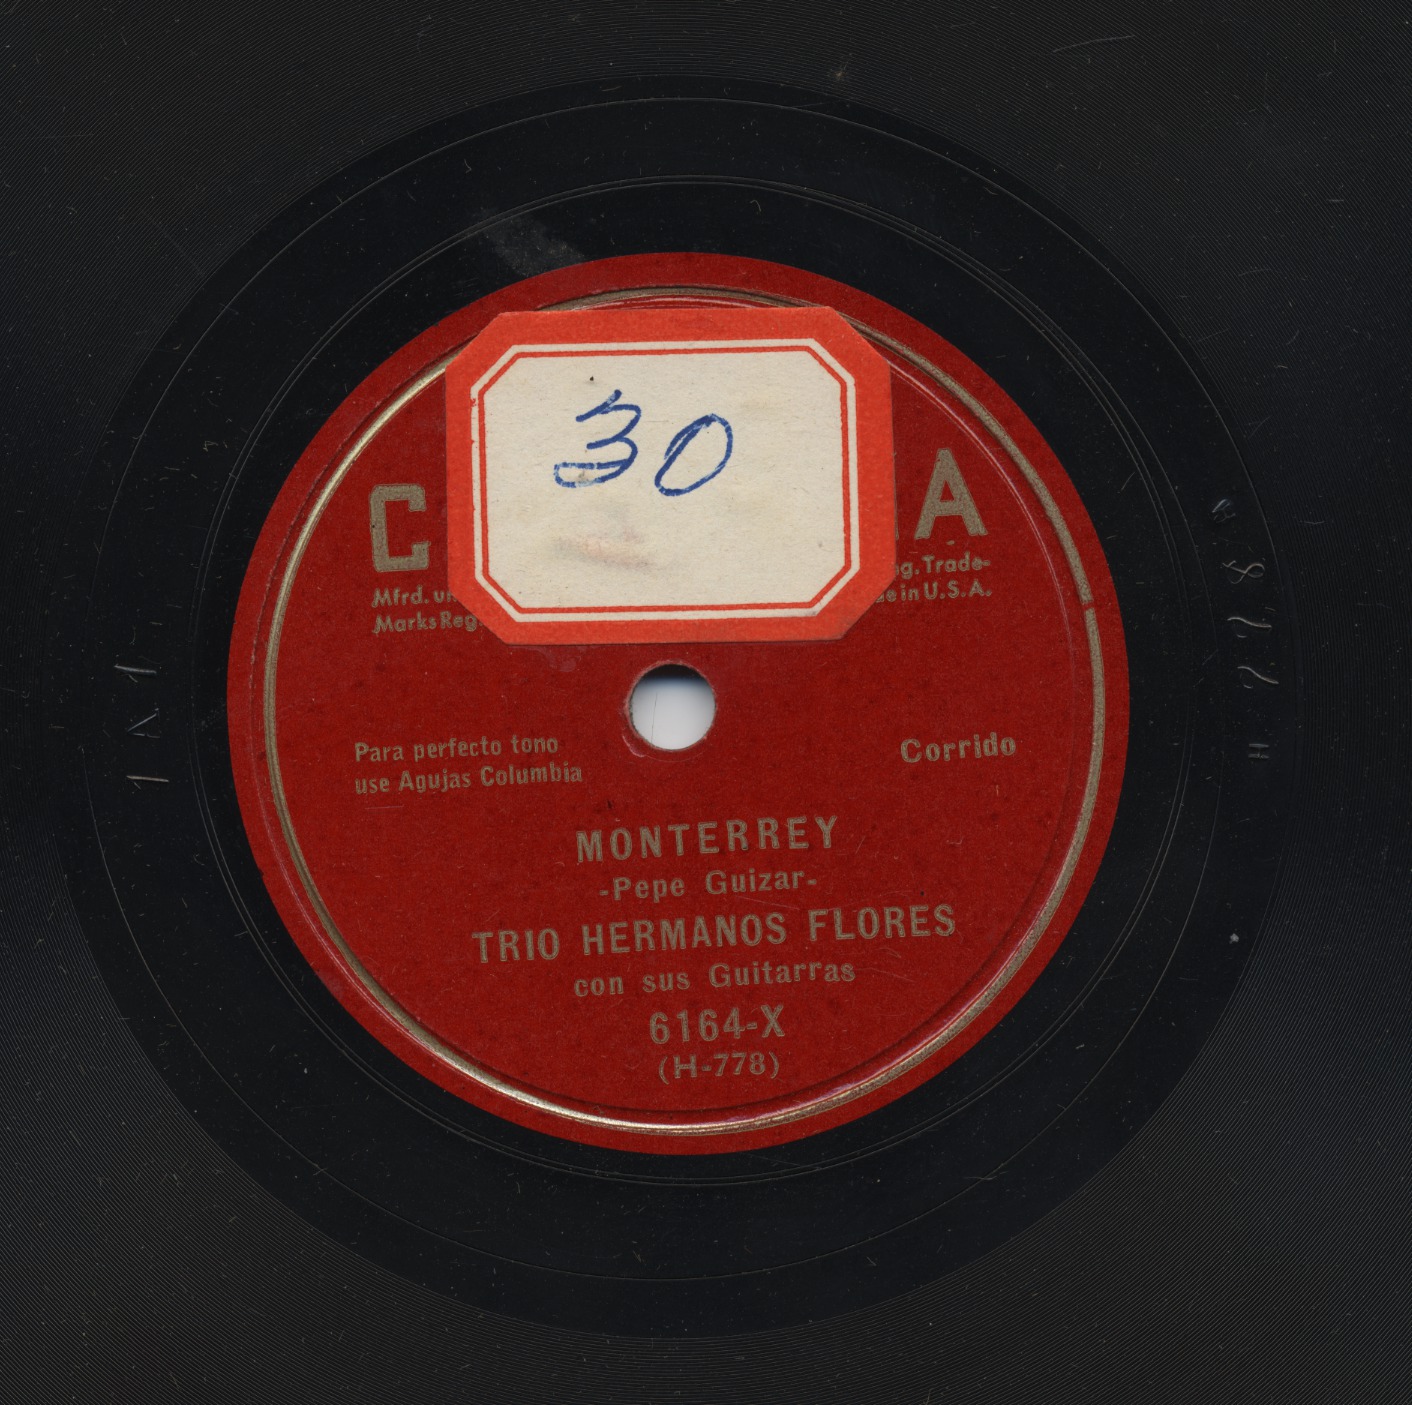 30
C A
Mfrd. g. Trade-
Marks Reg. in U.S.A.
Para perfecto tono
use Agujas Columbia
Corrido
MONTERREY
-Pepe Guizar-
TRIO HERMANOS FLORES
con sus Guitarras
6164-X
(H-778)
H 778